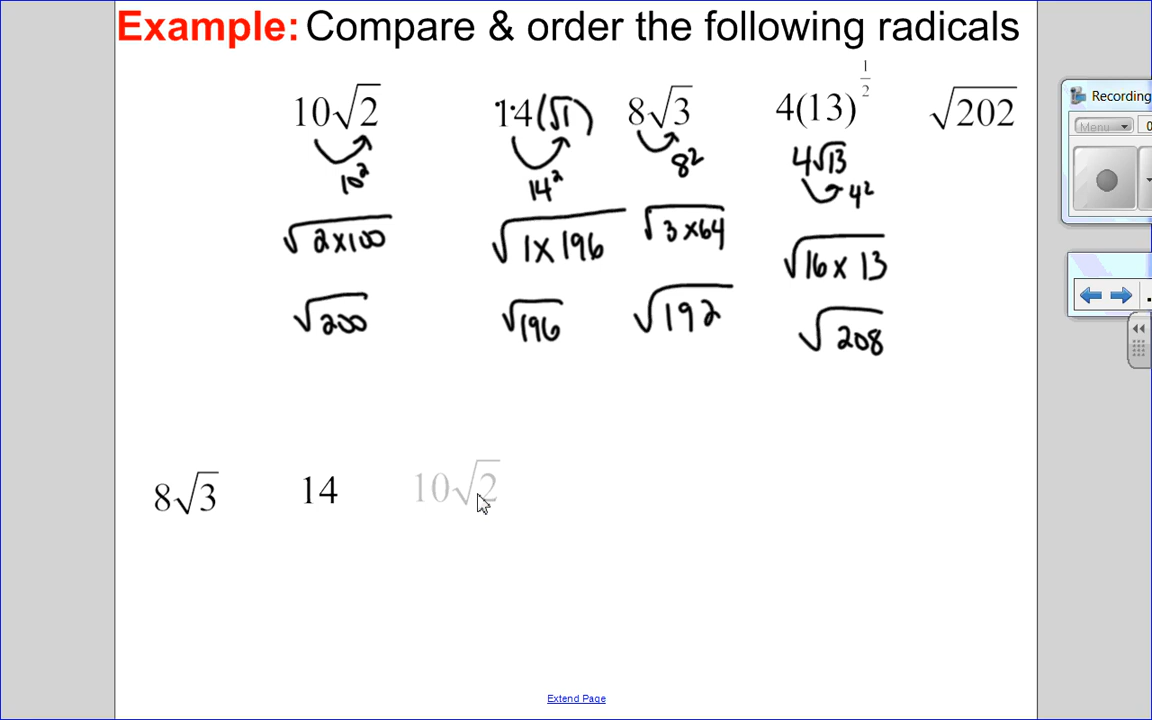 Example: Compare & order the following radicals
10√2 14(√1) 8√3 4(13)^(1/2) √202
10² 14² 8² 4√13
4²
√2x100 √1x196 √3x64 √16x13
√200 √196 √192 √208
8√3 14 10√2
Extend Page
Recording
Menu